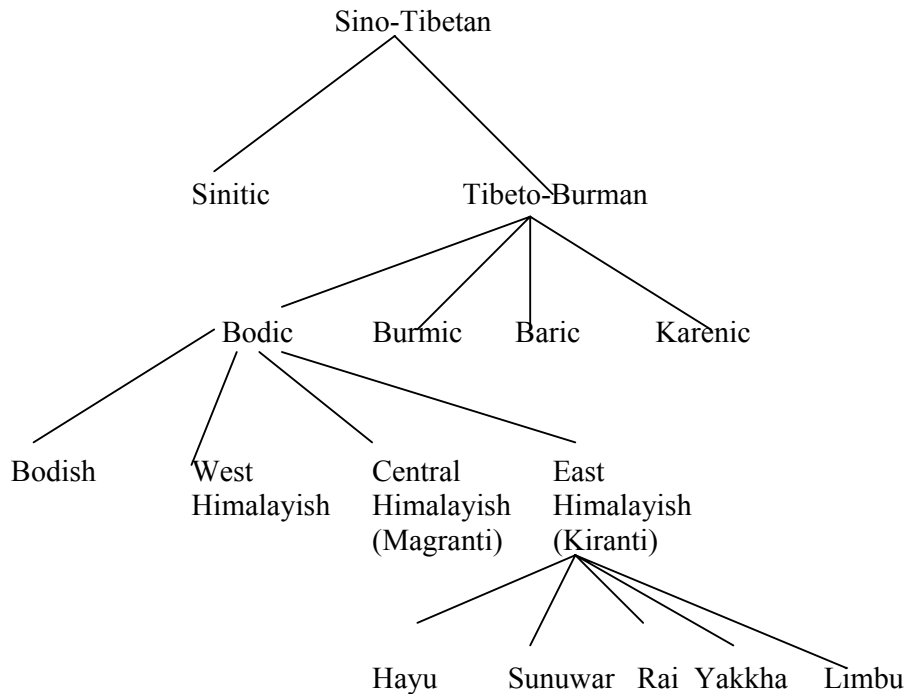 Sino-Tibetan
Sinitic Tibeto-Burman
Bodic Burmic Baric Karenic
Bodish West Central East
Himalayish Himalayish Himalayish
(Magranti) (Kiranti)
Hayu Sunuwar Rai Yakkha Limbu